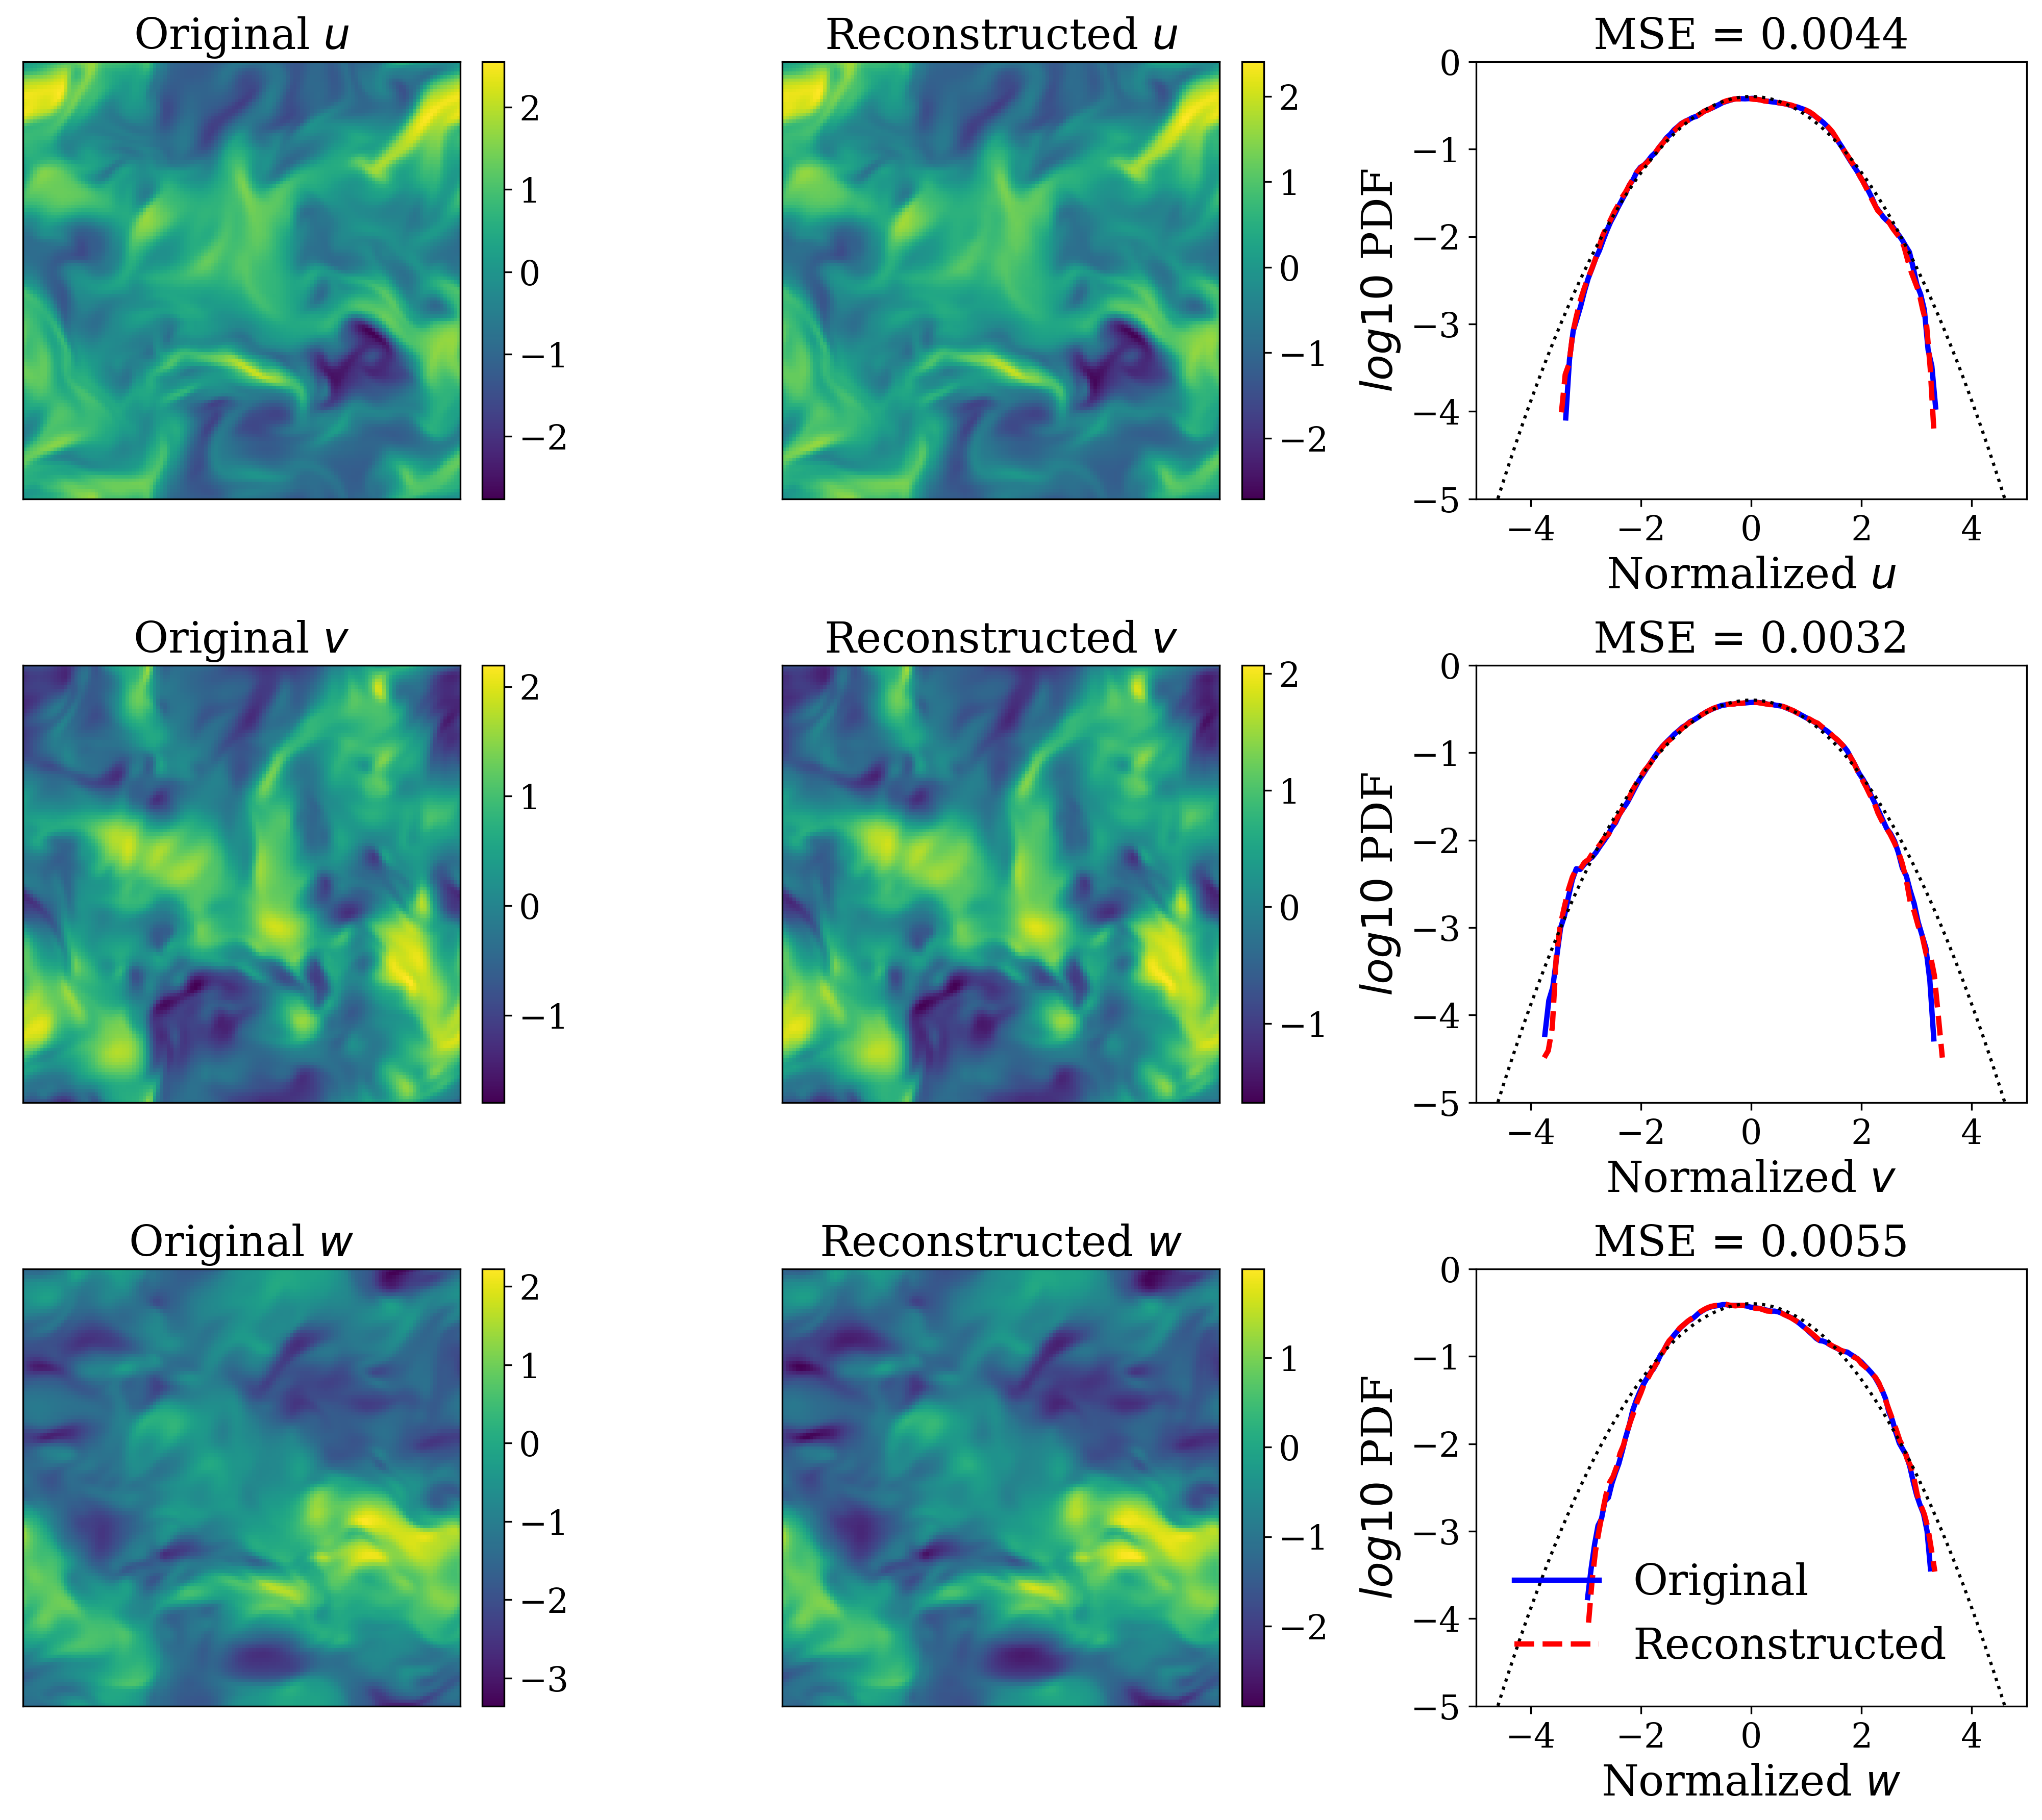 Original u
2
1
0
−1
−2
Reconstructed u
2
1
0
−1
−2
MSE = 0.0044
log10 PDF
0
−1
−2
−3
−4
−5
−4 −2 0 2 4
Normalized u
Original v
2
1
0
−1
Reconstructed v
2
1
0
−1
MSE = 0.0032
log10 PDF
0
−1
−2
−3
−4
−5
−4 −2 0 2 4
Normalized v
Original w
2
1
0
−1
−2
−3
Reconstructed w
1
0
−1
−2
MSE = 0.0055
log10 PDF
0
−1
−2
−3
−4
−5
Original
Reconstructed
−4 −2 0 2 4
Normalized w